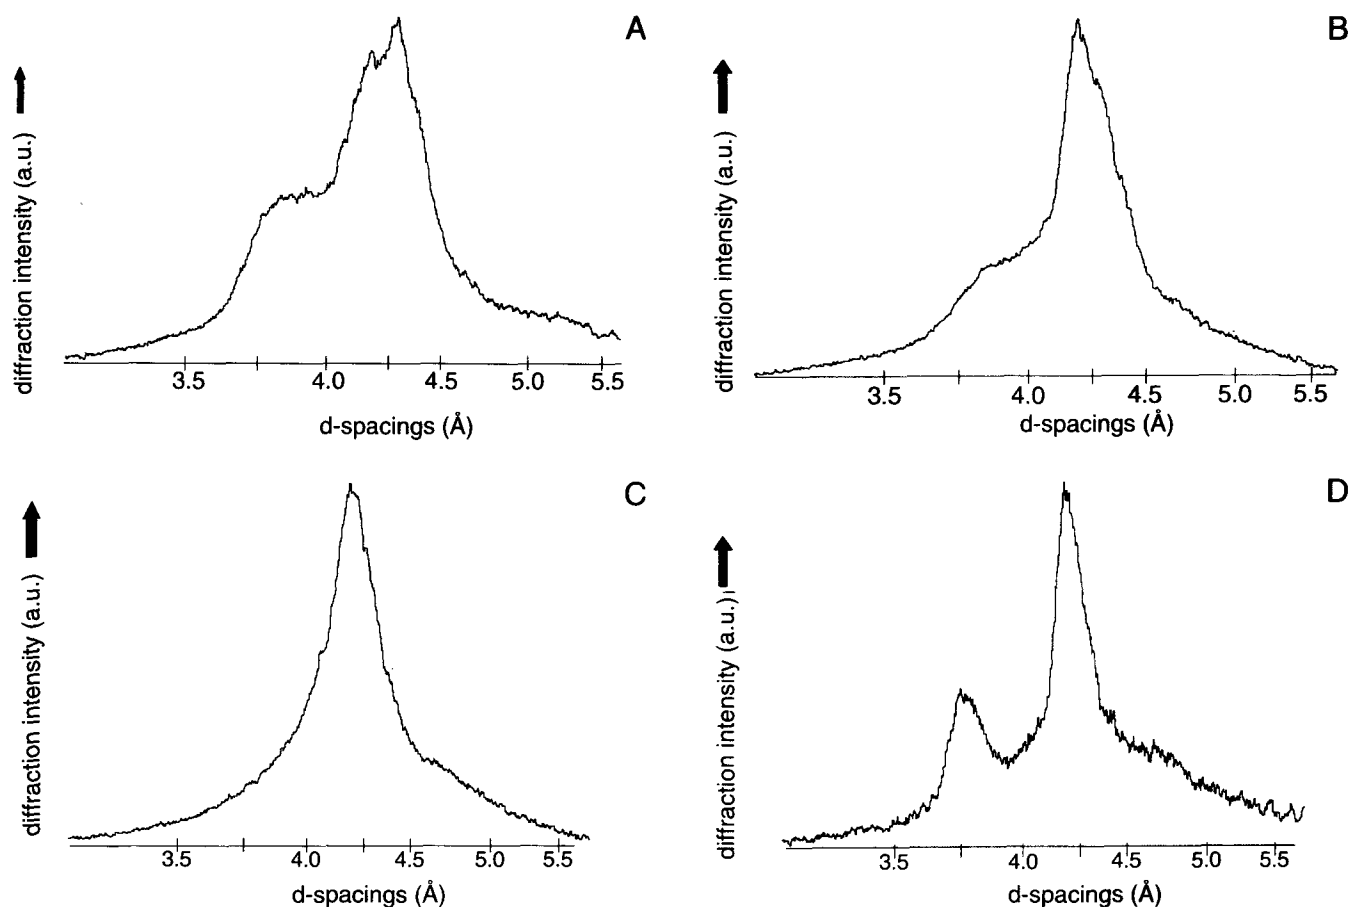 A
diffraction intensity (a.u.)
3.5 4.0 4.5 5.0 5.5
d-spacings (Å)
B
diffraction intensity (a.u.)
3.5 4.0 4.5 5.0 5.5
d-spacings (Å)
C
diffraction intensity (a.u.)
3.5 4.0 4.5 5.0 5.5
d-spacings (Å)
D
diffraction intensity (a.u.)
3.5 4.0 4.5 5.0 5.5
d-spacings (Å)